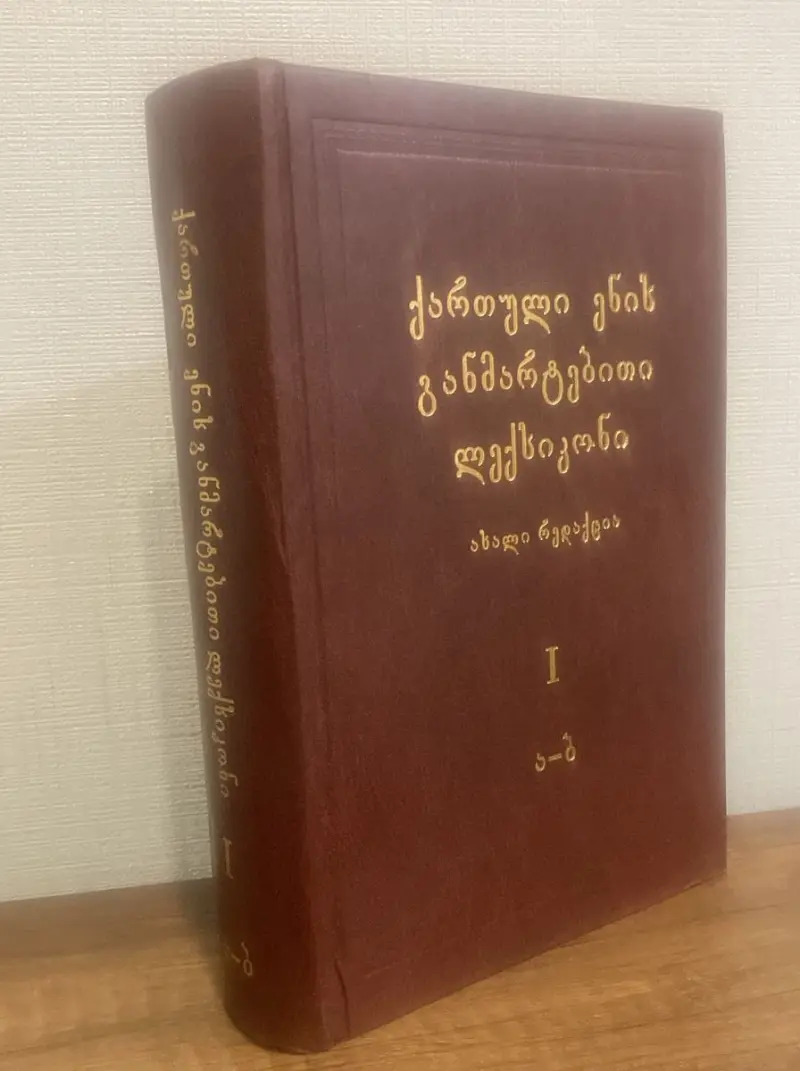 ქართული ენის
განმარტებითი
ლექსიკონი
ახალი რედაქცია
I
ა–ბ
ქართული ენის განმარტებითი ლექსიკონი I
ა–ბ